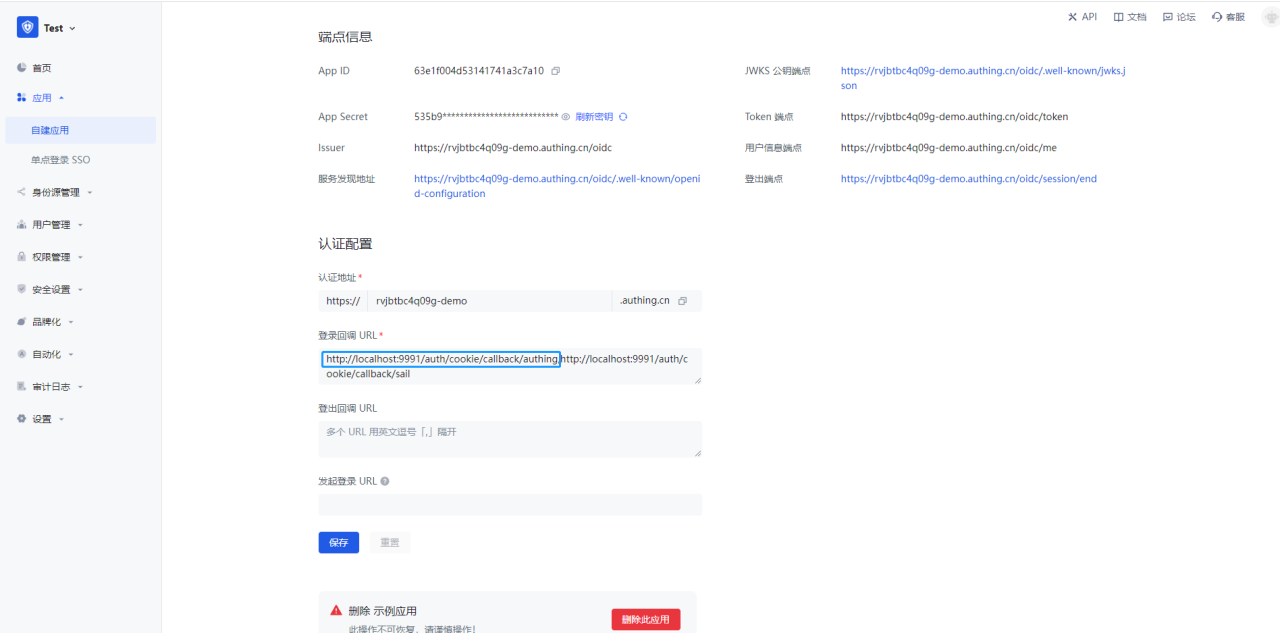 Test
API
文档
论坛
客服
首页
应用
自建应用
单点登录 SSO
身份源管理
用户管理
权限管理
安全设置
品牌化
自动化
审计日志
设置
端点信息
App ID
63e1f004d53141741a3c7a10
JWKS 公钥端点
https://rvjbtbc4q09g-demo.authing.cn/oidc/.well-known/jwks.j
son
App Secret
535b9************************** 刷新密钥
Token 端点
https://rvjbtbc4q09g-demo.authing.cn/oidc/token
Issuer
https://rvjbtbc4q09g-demo.authing.cn/oidc
用户信息端点
https://rvjbtbc4q09g-demo.authing.cn/oidc/me
服务发现地址
https://rvjbtbc4q09g-demo.authing.cn/oidc/.well-known/openi
d-configuration
登出端点
https://rvjbtbc4q09g-demo.authing.cn/oidc/session/end
认证配置
认证地址*
https:// rvjbtbc4q09g-demo .authing.cn
登录回调 URL*
http://localhost:9991/auth/cookie/callback/authing,http://localhost:9991/auth/c
ookie/callback/sail
登出回调 URL
多个 URL 用英文逗号「,」隔开
发起登录 URL
保存
重置
删除 示例应用
此操作不可恢复，请谨慎操作！
删除此应用